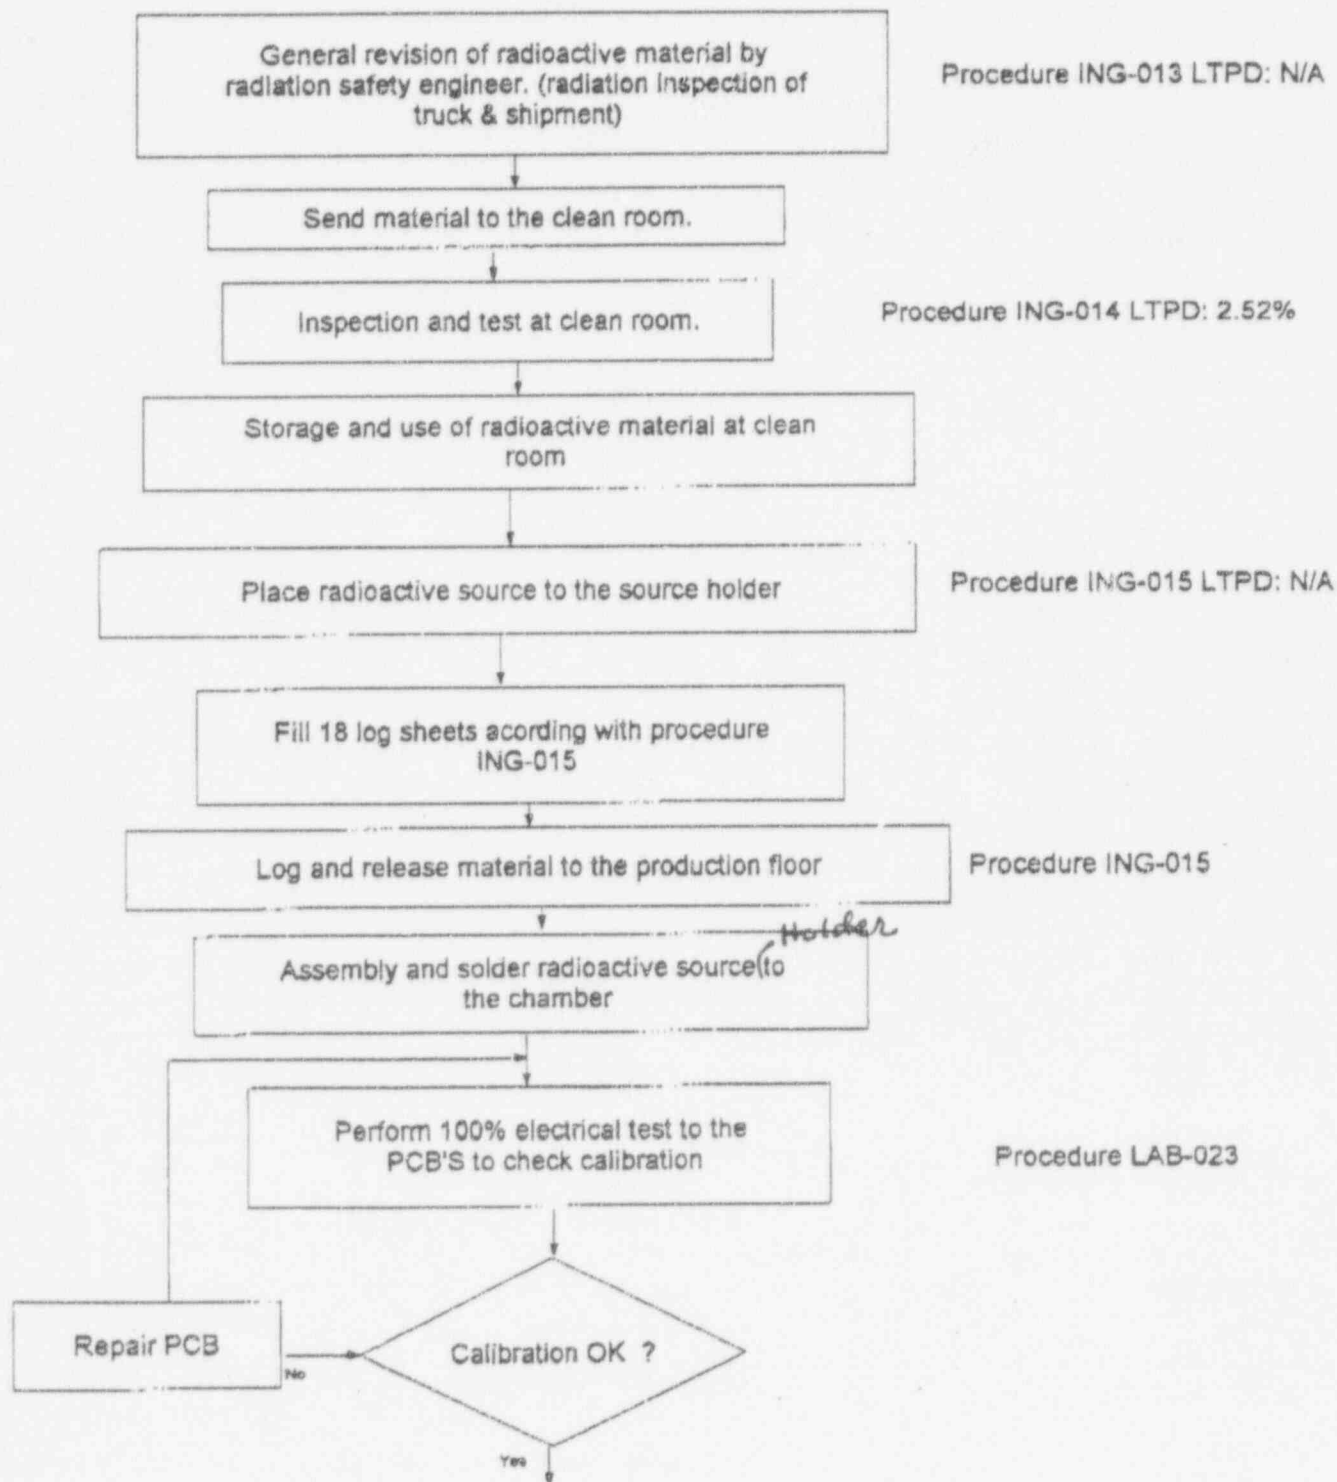 General revision of radioactive material by
radiation safety engineer. (radiation inspection of
truck & shipment)
Procedure ING-013 LTPD: N/A
Send material to the clean room.
Inspection and test at clean room.
Procedure ING-014 LTPD: 2.52%
Storage and use of radioactive material at clean
room
Place radioactive source to the source holder
Procedure ING-015 LTPD: N/A
Fill 18 log sheets acording with procedure
ING-015
Log and release material to the production floor
Procedure ING-015
Holder
Assembly and solder radioactive source to
the chamber
Perform 100% electrical test to the
PCB'S to check calibration
Procedure LAB-023
Repair PCB
No
Calibration OK ?
Yes